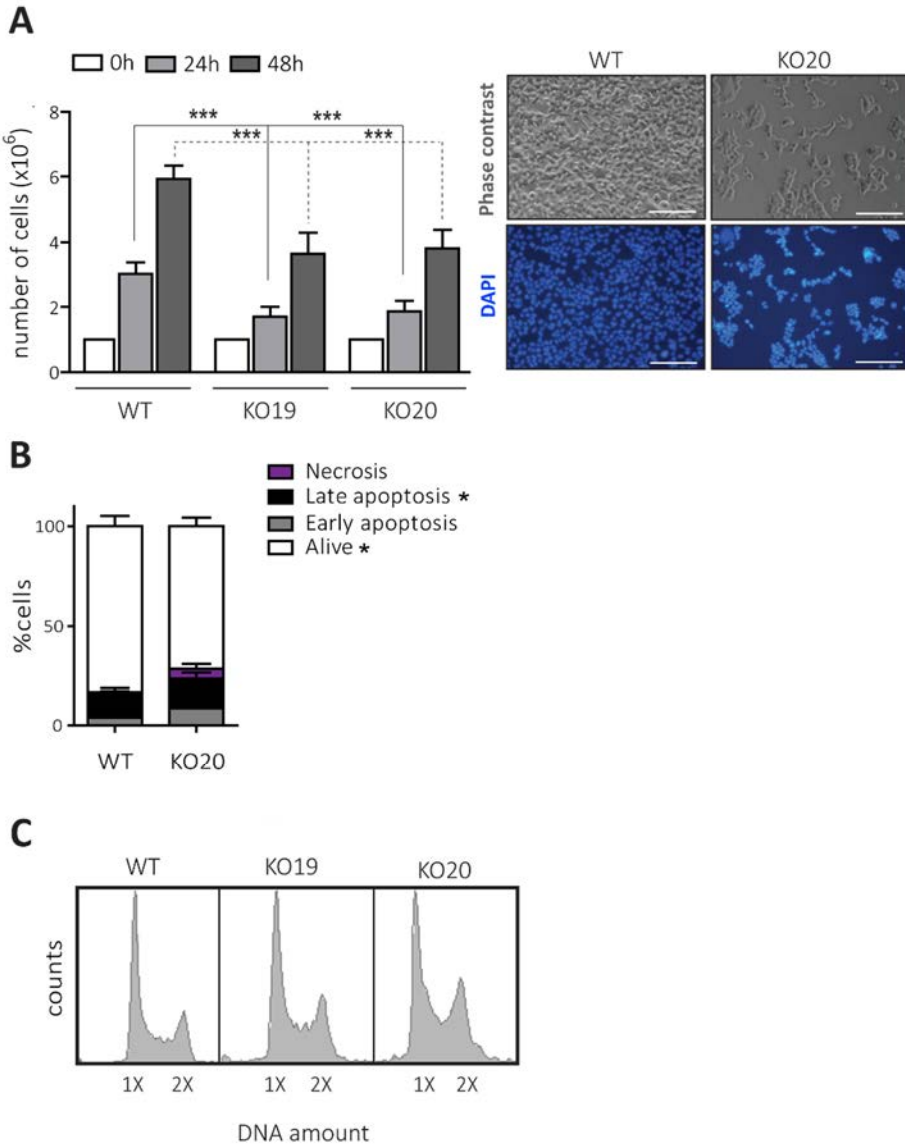 A
0h 24h 48h
WT KO20
*** ***
*** ***
8
6
4
2
0
number of cells (x10⁶)
WT KO19 KO20
Phase contrast
DAPI
B
Necrosis
Late apoptosis *
Early apoptosis
Alive *
100
50
0
%cells
WT KO20
C
WT KO19 KO20
counts
1X 2X 1X 2X 1X 2X
DNA amount